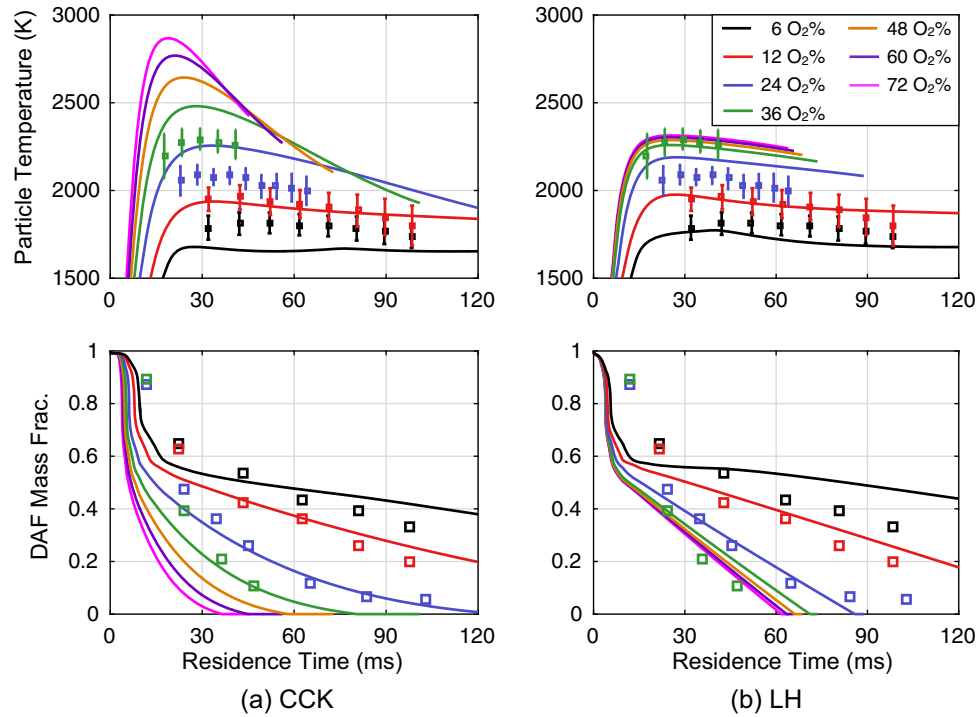 Particle Temperature (K)
3000
2500
2000
1500
0 30 60 90 120
3000
2500
2000
1500
0 30 60 90 120
6 O₂%
12 O₂%
24 O₂%
36 O₂%
48 O₂%
60 O₂%
72 O₂%
DAF Mass Frac.
1
0.8
0.6
0.4
0.2
0
0 30 60 90 120
Residence Time (ms)
(a) CCK
1
0.8
0.6
0.4
0.2
0
0 30 60 90 120
Residence Time (ms)
(b) LH